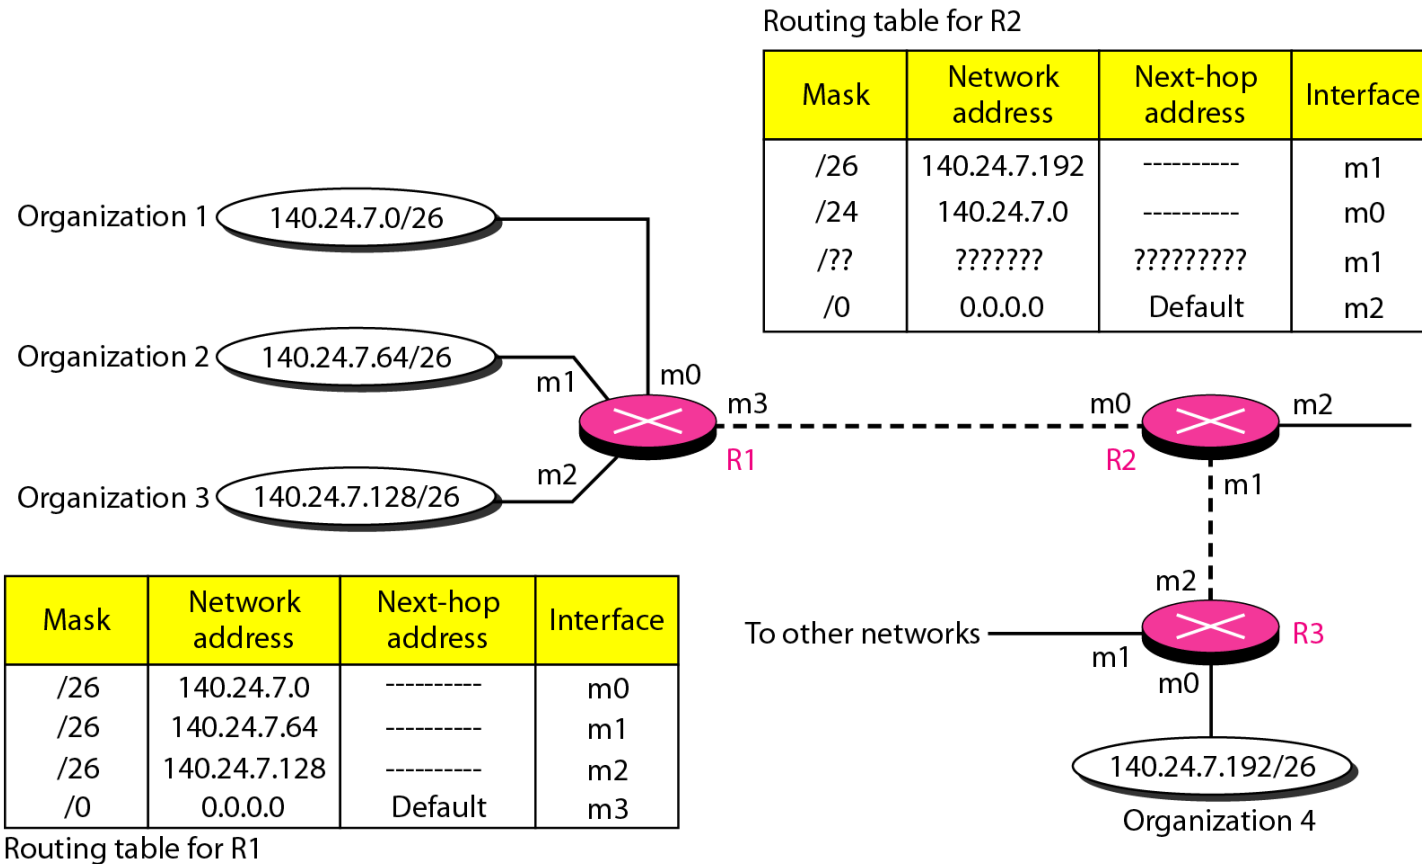 Routing table for R2
Mask Network address Next-hop address Interface
/26 140.24.7.192 ---------- m1
/24 140.24.7.0 ---------- m0
/?? ??????? ????????? m1
/0 0.0.0.0 Default m2
Organization 1 140.24.7.0/26
Organization 2 140.24.7.64/26
Organization 3 140.24.7.128/26
m0
m1
m2
m3
R1
m0
m2
R2
m1
m2
To other networks
R3
m1
m0
140.24.7.192/26
Organization 4
Mask Network address Next-hop address Interface
/26 140.24.7.0 ---------- m0
/26 140.24.7.64 ---------- m1
/26 140.24.7.128 ---------- m2
/0 0.0.0.0 Default m3
Routing table for R1